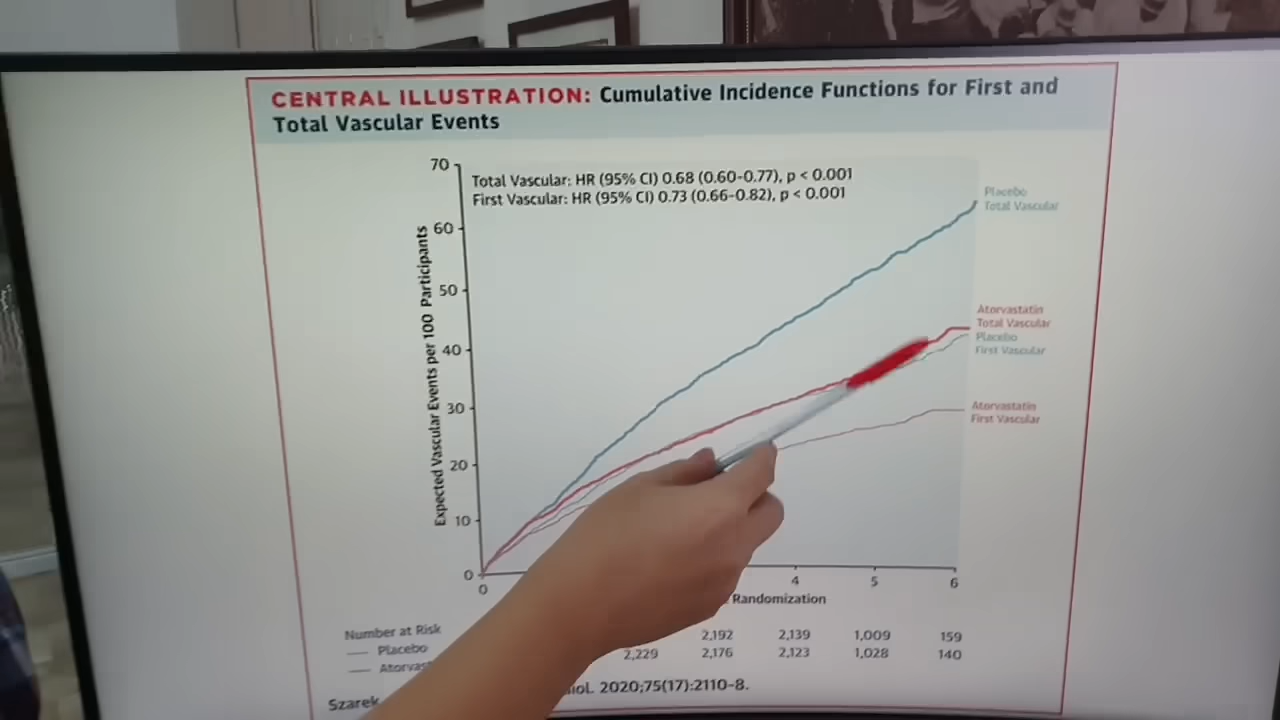 CENTRAL ILLUSTRATION: Cumulative Incidence Functions for First and
Total Vascular Events
Total Vascular: HR (95% CI) 0.68 (0.60-0.77), p < 0.001
First Vascular: HR (95% CI) 0.73 (0.66-0.82), p < 0.001
Expected Vascular Events per 100 Participants
70
60
50
40
30
20
10
0
Placebo
Total Vascular
Atorvastatin
Total Vascular
Placebo
First Vascular
Atorvastatin
First Vascular
0 4 5 6
Randomization
Number at Risk
Placebo 2,192 2,139 1,009 159
Atorvas 2,229 2,176 2,123 1,028 140
Szarek iol. 2020;75(17):2110-8.